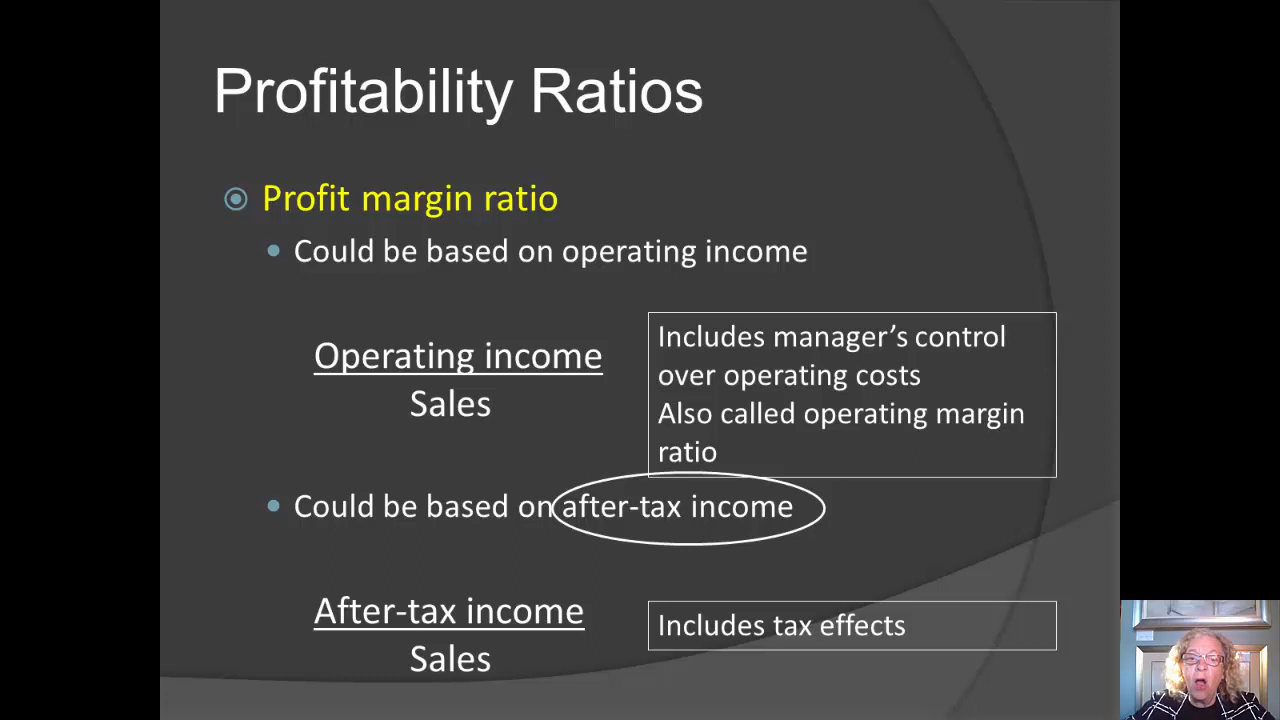 Profitability Ratios
Profit margin ratio
Could be based on operating income
Operating income
Sales
Includes manager’s control
over operating costs
Also called operating margin
ratio
Could be based on after-tax income
After-tax income
Sales
Includes tax effects